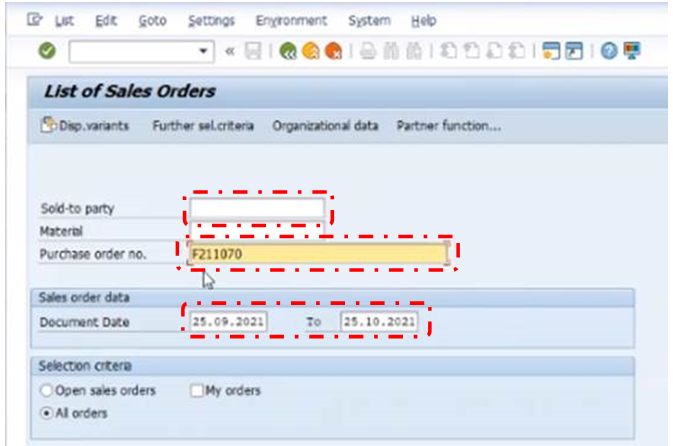 List Edit Goto Settings Environment System Help
List of Sales Orders
Disp.variants Further sel.criteria Organizational data Partner function...
Sold-to party
Material
Purchase order no. F211070
Sales order data
Document Date 25.09.2021 To 25.10.2021
Selection criteria
Open sales orders My orders
All orders